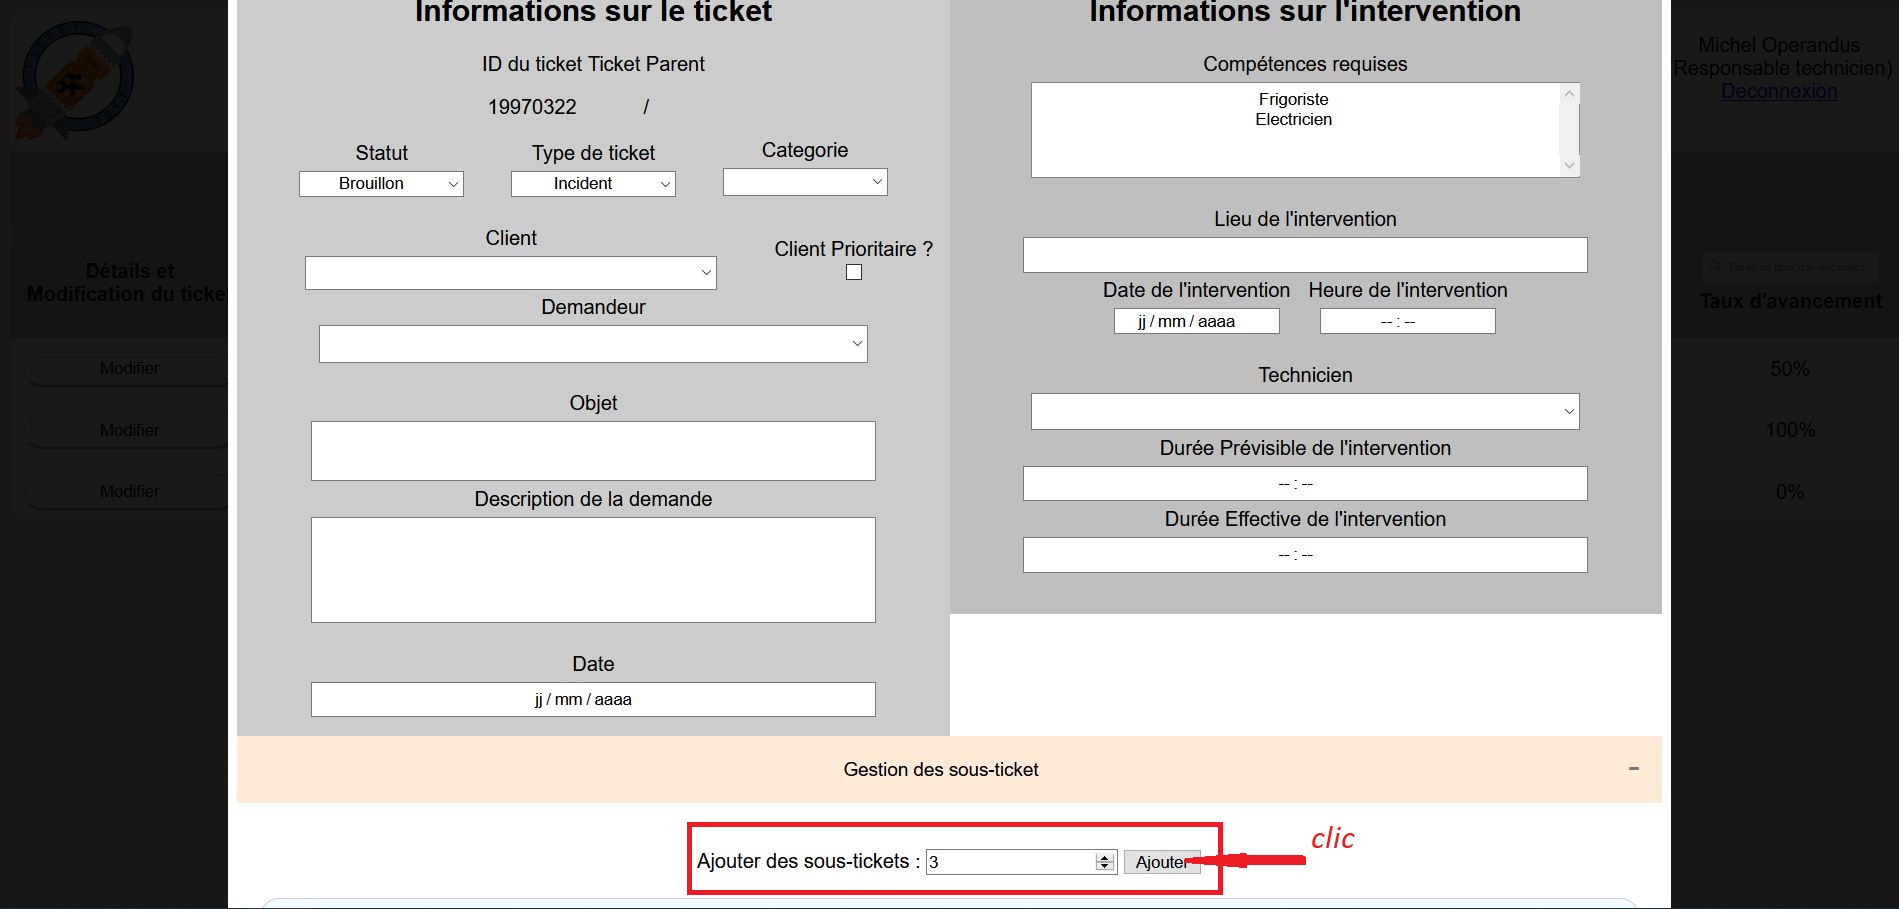 Informations sur le ticket
ID du ticket Ticket Parent
19970322 /
Statut Type de ticket Categorie
Brouillon Incident
Client
Client Prioritaire ?
Demandeur
Objet
Description de la demande
Date
jj / mm / aaaa
Informations sur l'intervention
Compétences requises
Frigoriste
Electricien
Lieu de l'intervention
Date de l'intervention Heure de l'intervention
jj / mm / aaaa -- : --
Technicien
Durée Prévisible de l'intervention
-- : --
Durée Effective de l'intervention
-- : --
Gestion des sous-ticket
-
Ajouter des sous-tickets : 3 Ajouter
clic
Michel Operandus
(Responsable technicien)
Deconnexion
Détails et
Modification du ticket
Modifier
Modifier
Modifier
Filtrer un taux d'avancement
Taux d'avancement
50%
100%
0%